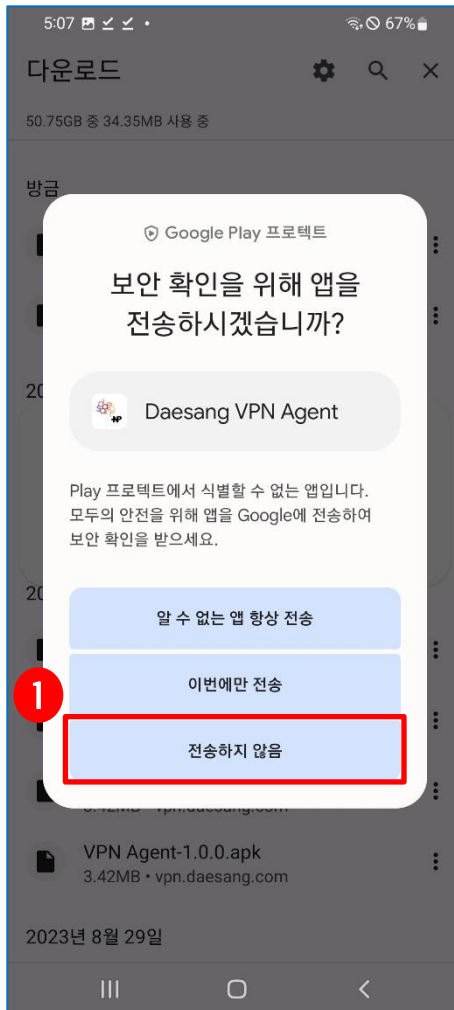 5:07
67%
다운로드
50.75GB 중 34.35MB 사용 중
방금
Google Play 프로텍트
보안 확인을 위해 앱을
전송하시겠습니까?
20
Daesang VPN Agent
Play 프로젝트에서 식별할 수 없는 앱입니다.
모두의 안전을 위해 앱을 Google에 전송하여
보안 확인을 받으세요.
20
알 수 없는 앱 항상 전송
이번에만 전송
1
전송하지 않음
3.42MB • vpn.daesang.com
VPN Agent-1.0.0.apk
3.42MB • vpn.daesang.com
2023년 8월 29일